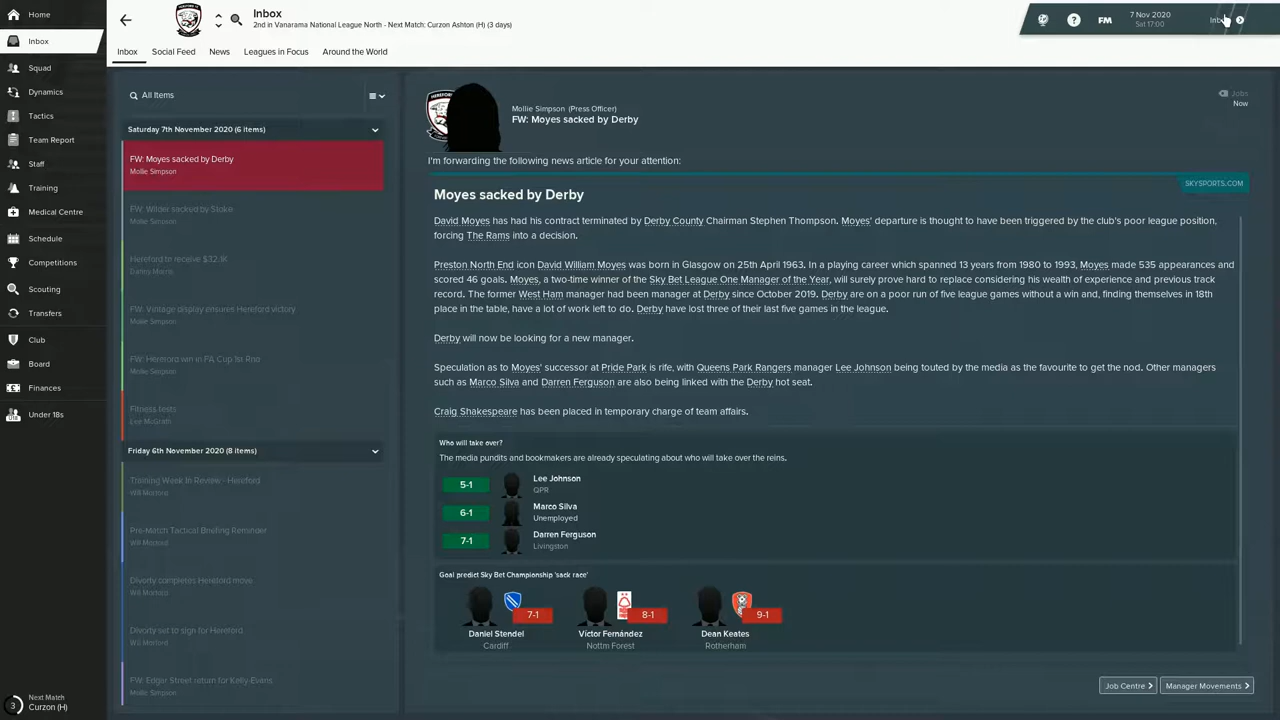 Home
Inbox
Squad
Dynamics
Tactics
Team Report
Staff
Training
Medical Centre
Schedule
Competitions
Scouting
Transfers
Club
Board
Finances
Under 18s
3
Next Match
Curzon (H)
Inbox
2nd in Vanarama National League North - Next Match: Curzon Ashton (H) (3 days)
?
FM
7 Nov 2020
Sat 17:00
Inbox
Inbox
Social Feed
News
Leagues in Focus
Around the World
All Items
Saturday 7th November 2020 (6 items)
FW: Moyes sacked by Derby
Mollie Simpson
FW: Wilder sacked by Stoke
Mollie Simpson
Hereford to receive $32.1K
FW: Vintage display ensures Hereford victory
Mollie Simpson
FW: Hereford win in FA Cup 1st Rnd
Mollie Simpson
Fitness tests
Lee McGrath
Friday 6th November 2020 (8 items)
Training Week In Review - Hereford
Will Morford
Pre-Match Tactical Briefing Reminder
Will Morford
Divorty completes Hereford move
Will Morford
Divorty set to sign for Hereford
Will Morford
FW: Edgar Street return for Kelly-Evans
Mollie Simpson
Mollie Simpson (Press Officer)
FW: Moyes sacked by Derby
Jobs
Now
I'm forwarding the following news article for your attention:
SKYSPORTS.COM
Moyes sacked by Derby
David Moyes has had his contract terminated by Derby County Chairman Stephen Thompson. Moyes' departure is thought to have been triggered by the club's poor league position,
forcing The Rams into a decision.
Preston North End icon David William Moyes was born in Glasgow on 25th April 1963. In a playing career which spanned 13 years from 1980 to 1993, Moyes made 535 appearances and
scored 46 goals. Moyes, a two-time winner of the Sky Bet League One Manager of the Year, will surely prove hard to replace considering his wealth of experience and previous track
record. The former West Ham manager had been manager at Derby since October 2019. Derby are on a poor run of five league games without a win and, finding themselves in 18th
place in the table, have a lot of work left to do. Derby have lost three of their last five games in the league.
Derby will now be looking for a new manager.
Speculation as to Moyes' successor at Pride Park is rife, with Queens Park Rangers manager Lee Johnson being touted by the media as the favourite to get the nod. Other managers
such as Marco Silva and Darren Ferguson are also being linked with the Derby hot seat.
Craig Shakespeare has been placed in temporary charge of team affairs.
Who will take over?
The media pundits and bookmakers are already speculating about who will take over the reins.
5-1
Lee Johnson
QPR
6-1
Marco Silva
Unemployed
7-1
Darren Ferguson
Livingston
Goal predict Sky Bet Championship 'sack race'
7-1
Daniel Stendel
Cardiff
8-1
Víctor Fernández
Nottm Forest
9-1
Dean Keates
Rotherham
Job Centre
Manager Movements